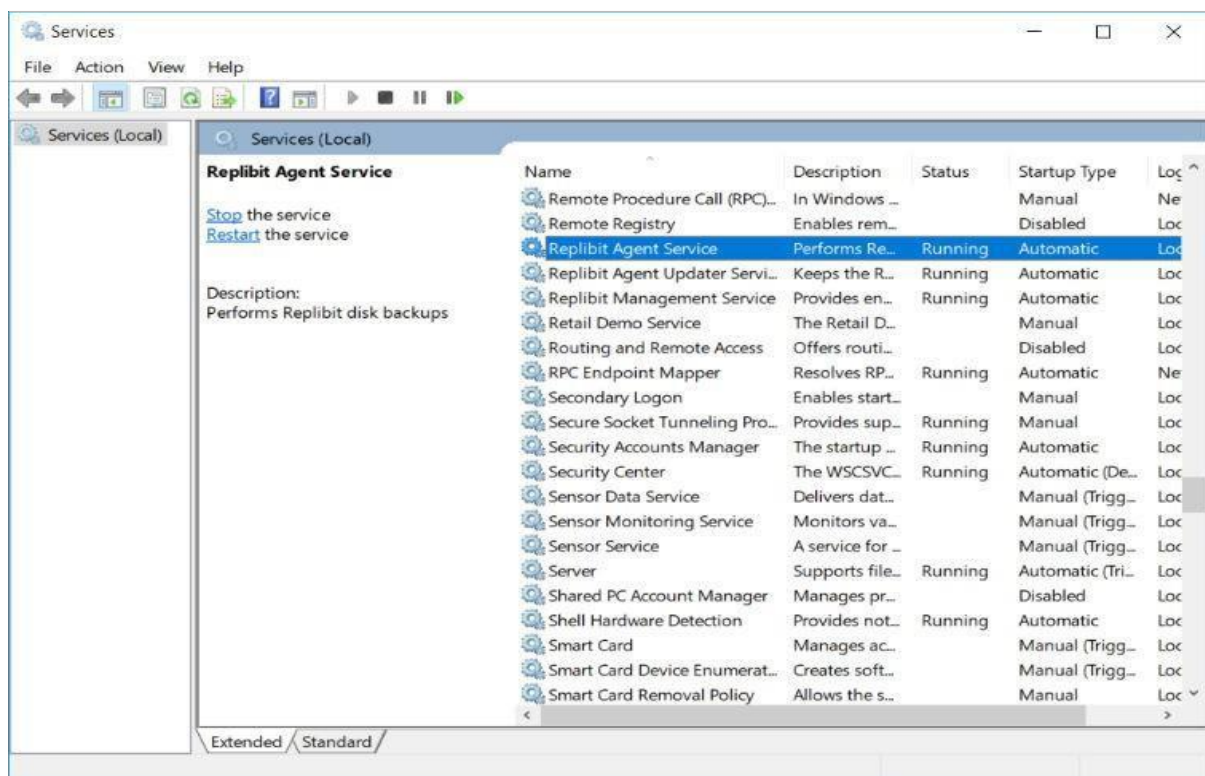 Services
File Action View Help
Services (Local)
Services (Local)
Replibit Agent Service
Stop the service
Restart the service
Description:
Performs Replibit disk backups
Name Description Status Startup Type Log
Remote Procedure Call (RPC)... In Windows ... Manual Ne
Remote Registry Enables rem... Disabled Loc
Replibit Agent Service Performs Re... Running Automatic Loc
Replibit Agent Updater Servi... Keeps the R... Running Automatic Loc
Replibit Management Service Provides en... Running Automatic Loc
Retail Demo Service The Retail D... Manual Loc
Routing and Remote Access Offers routi... Disabled Loc
RPC Endpoint Mapper Resolves RP... Running Automatic Ne
Secondary Logon Enables start... Manual Loc
Secure Socket Tunneling Pro... Provides sup... Running Manual Loc
Security Accounts Manager The startup ... Running Automatic Loc
Security Center The WSCSVC... Running Automatic (De... Loc
Sensor Data Service Delivers dat... Manual (Trigg... Loc
Sensor Monitoring Service Monitors va... Manual (Trigg... Loc
Sensor Service A service for ... Manual (Trigg... Loc
Server Supports file... Running Automatic (Tri... Loc
Shared PC Account Manager Manages pr... Disabled Loc
Shell Hardware Detection Provides not... Running Automatic Loc
Smart Card Manages ac... Manual (Trigg... Loc
Smart Card Device Enumerat... Creates soft... Manual (Trigg... Loc
Smart Card Removal Policy Allows the s... Manual Loc
Extended Standard